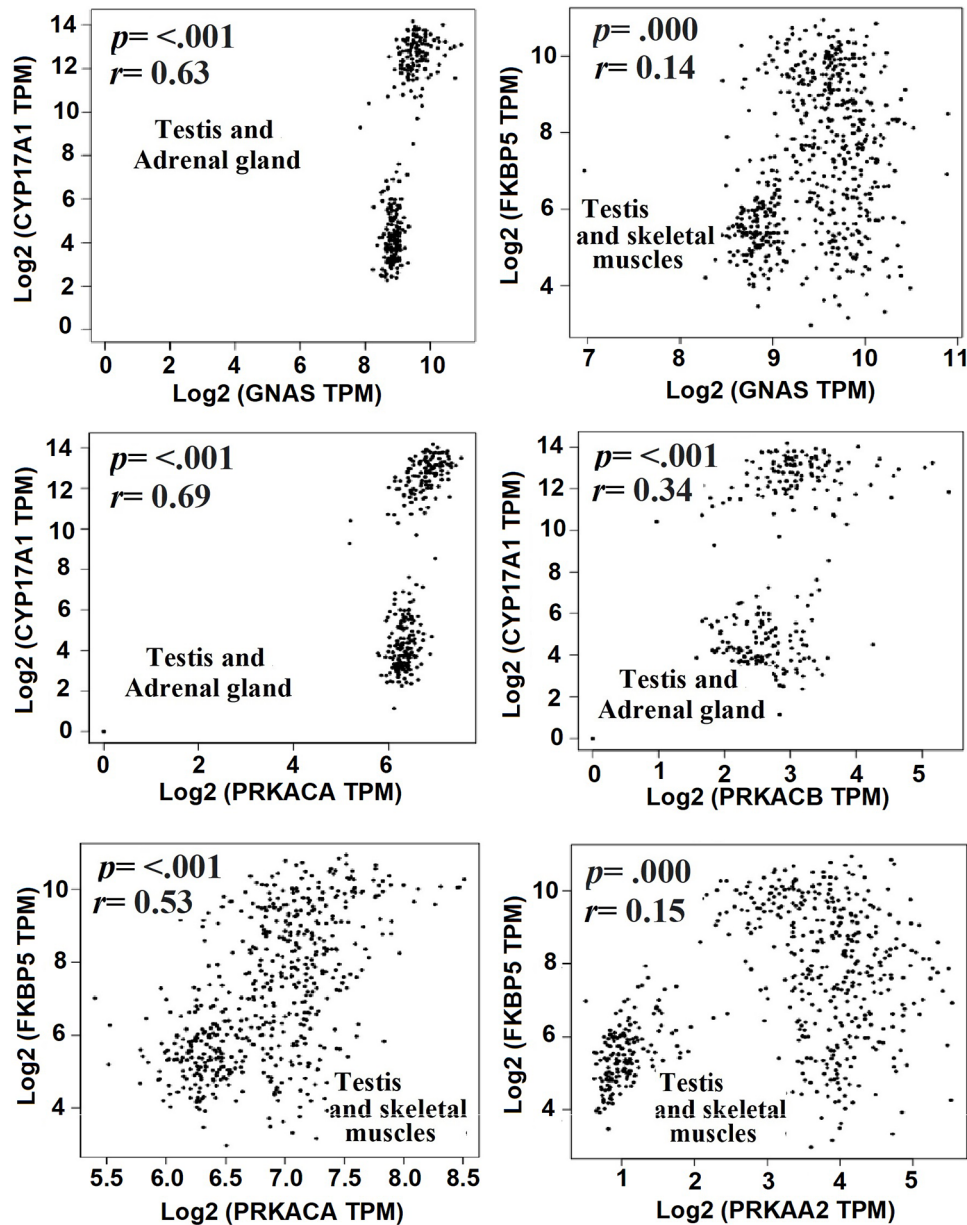 p= <.001
r= 0.63
Testis and
Adrenal gland
Log2 (CYP17A1 TPM)
14
12
10
8
6
4
2
0
0 2 4 6 8 10
Log2 (GNAS TPM)
p= .000
r= 0.14
Testis
and skeletal
muscles
Log2 (FKBP5 TPM)
10
8
6
4
7 8 9 10 11
Log2 (GNAS TPM)
p= <.001
r= 0.69
Testis and
Adrenal gland
Log2 (CYP17A1 TPM)
14
12
10
8
6
4
2
0
0 2 4 6
Log2 (PRKACA TPM)
p= <.001
r= 0.34
Testis and
Adrenal gland
Log2 (CYP17A1 TPM)
14
12
10
8
6
4
2
0
0 1 2 3 4 5
Log2 (PRKACB TPM)
p= <.001
r= 0.53
Testis
and skeletal
muscles
Log2 (FKBP5 TPM)
10
8
6
4
5.5 6.0 6.5 7.0 7.5 8.0 8.5
Log2 (PRKACA TPM)
p= .000
r= 0.15
Testis
and skeletal
muscles
Log2 (FKBP5 TPM)
10
8
6
4
1 2 3 4 5
Log2 (PRKAA2 TPM)